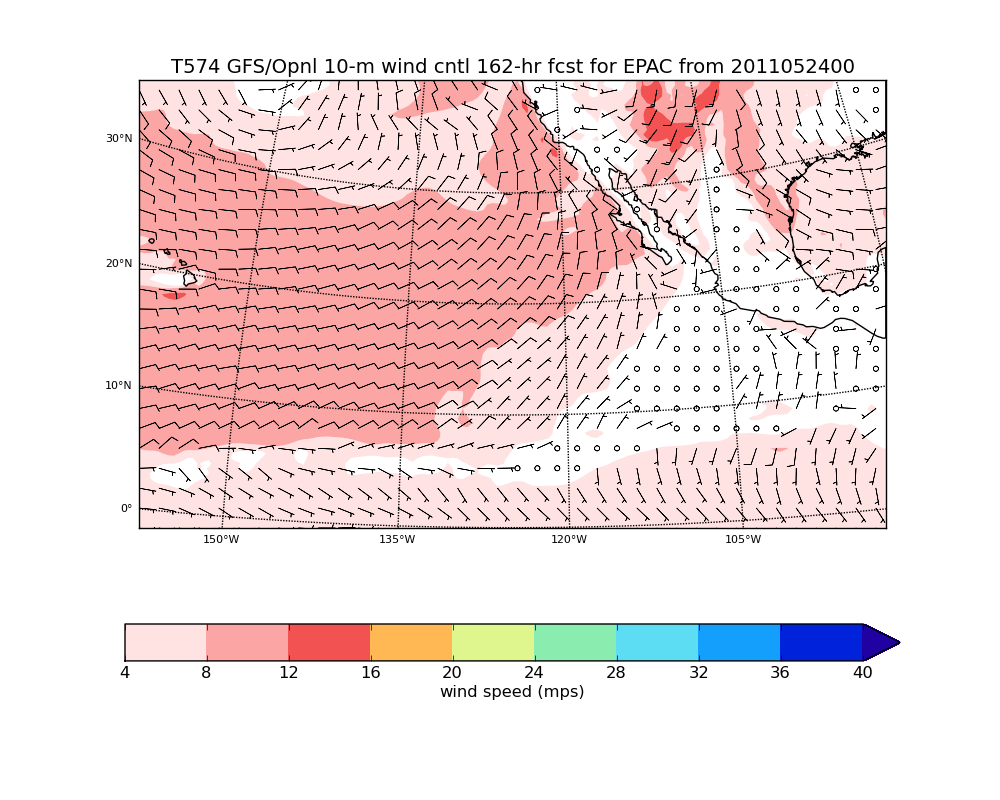 T574 GFS/Opnl 10-m wind cntl 162-hr fcst for EPAC from 2011052400
30°N
20°N
10°N
0°
150°W 135°W 120°W 105°W
4 8 12 16 20 24 28 32 36 40
wind speed (mps)